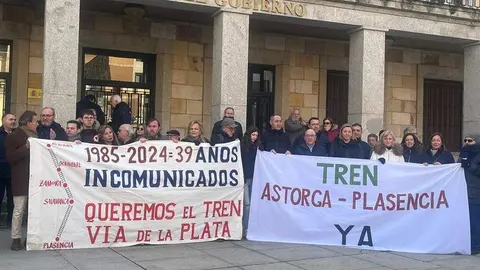 GOBIERNO
1985-2024-39 AÑOS
INCOMUNICADOS
QUEREMOS EL TREN
VIA DE LA PLATA
ZAMORA
SALAMANCA
PLASENCIA
TREN
ASTORGA - PLASENCIA
YA